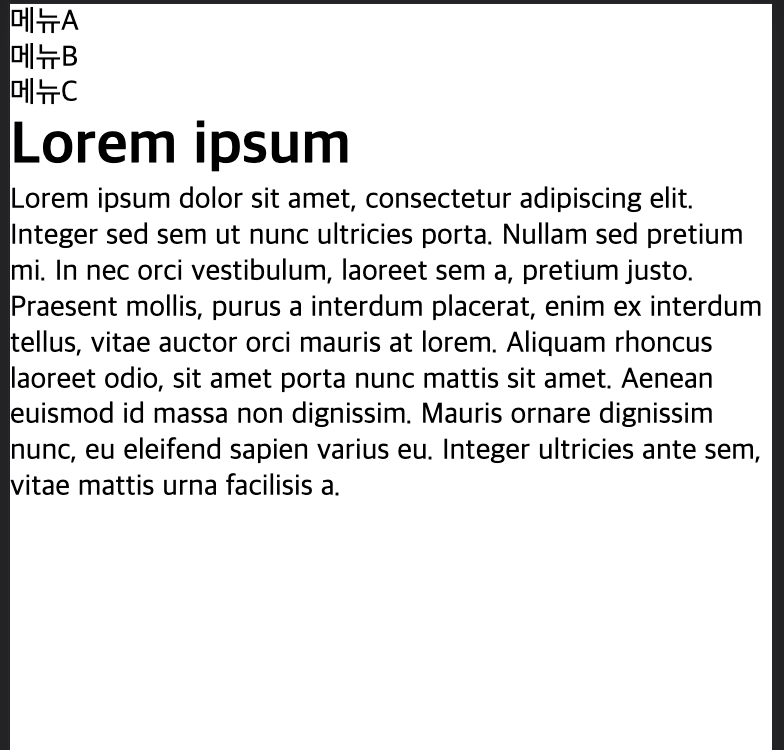 메뉴A
메뉴B
메뉴C
Lorem ipsum
Lorem ipsum dolor sit amet, consectetur adipiscing elit.
Integer sed sem ut nunc ultricies porta. Nullam sed pretium
mi. In nec orci vestibulum, laoreet sem a, pretium justo.
Praesent mollis, purus a interdum placerat, enim ex interdum
tellus, vitae auctor orci mauris at lorem. Aliquam rhoncus
laoreet odio, sit amet porta nunc mattis sit amet. Aenean
euismod id massa non dignissim. Mauris ornare dignissim
nunc, eu eleifend sapien varius eu. Integer ultricies ante sem,
vitae mattis urna facilisis a.